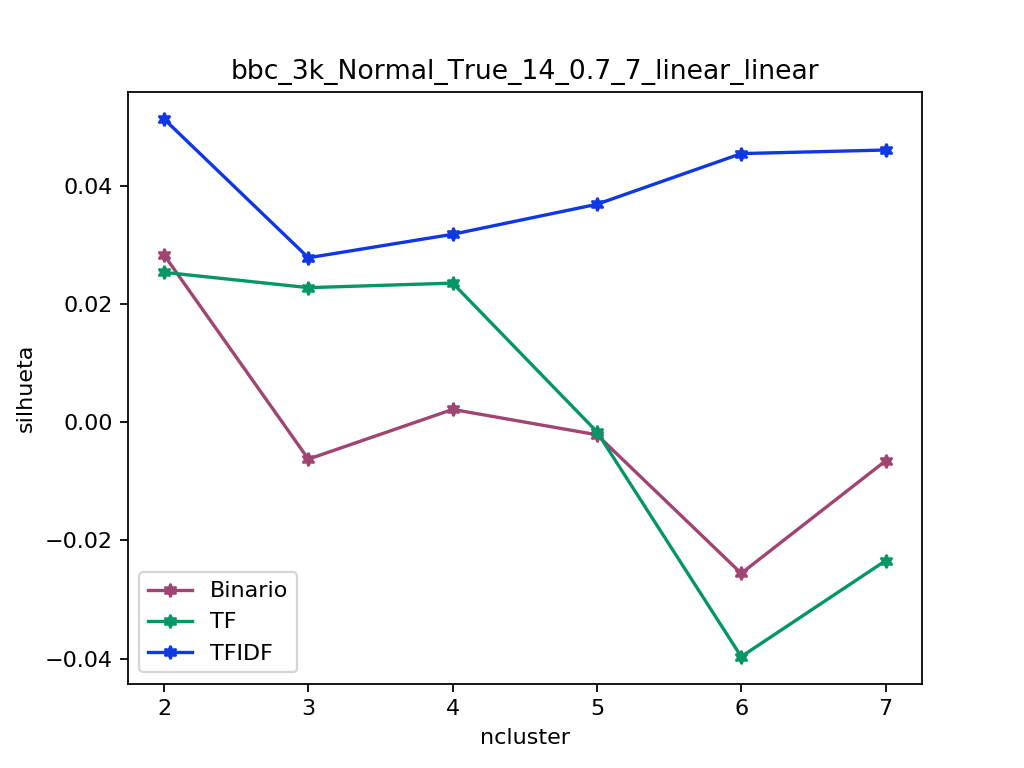 bbc_3k_Normal_True_14_0.7_7_linear_linear
silhueta
0.04
0.02
0.00
−0.02
−0.04
Binario
TF
TFIDF
2 3 4 5 6 7
ncluster